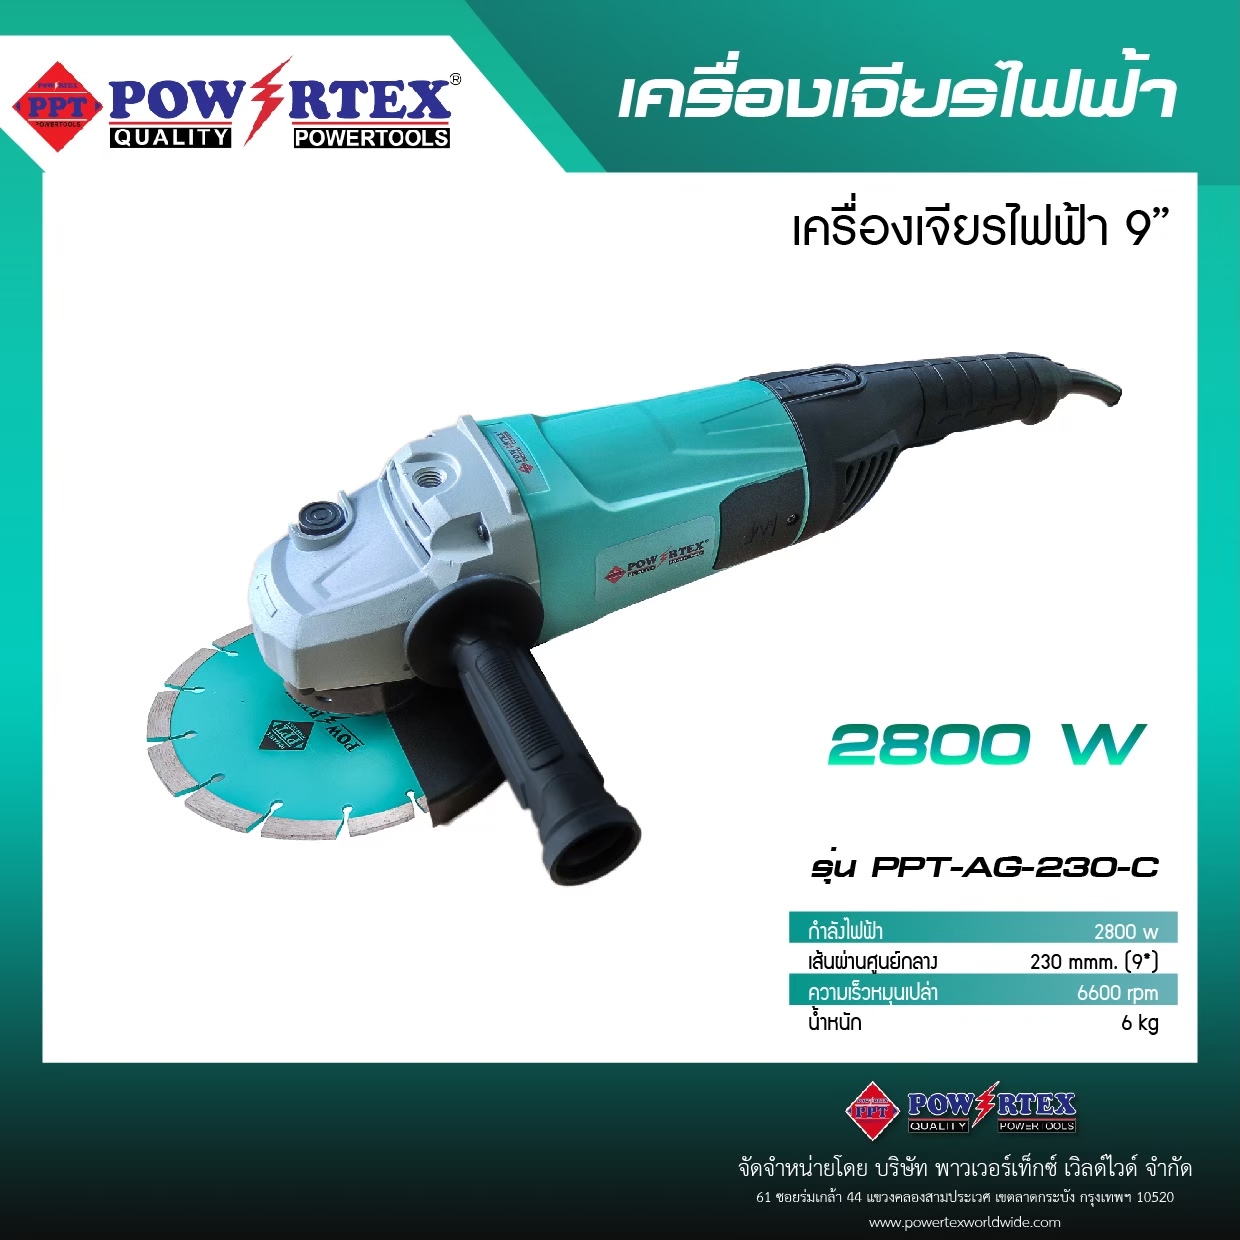 POWERTEX
PPT
POWERTOOLS
POWERTEX®
QUALITY POWERTOOLS
เครื่องเจียรไฟฟ้า
เครื่องเจียรไฟฟ้า 9”
POWERTEX®
PPT
POWERTEX
2800 W
รุ่น PPT-AG-230-C
กำลังไฟฟ้า 2800 w
เส้นผ่านศูนย์กลาง 230 mmm. (9")
ความเร็วหมุนเปล่า 6600 rpm
น้ำหนัก 6 kg
PPT
POWERTEX
QUALITY POWERTOOLS
จัดจำหน่ายโดย บริษัท พาวเวอร์เท็กซ์ เวิลด์ไวด์ จำกัด
61 ซอยร่มเกล้า 44 แขวงคลองสามประเวศ เขตลาดกระบัง กรุงเทพฯ 10520
www.powertexworldwide.com